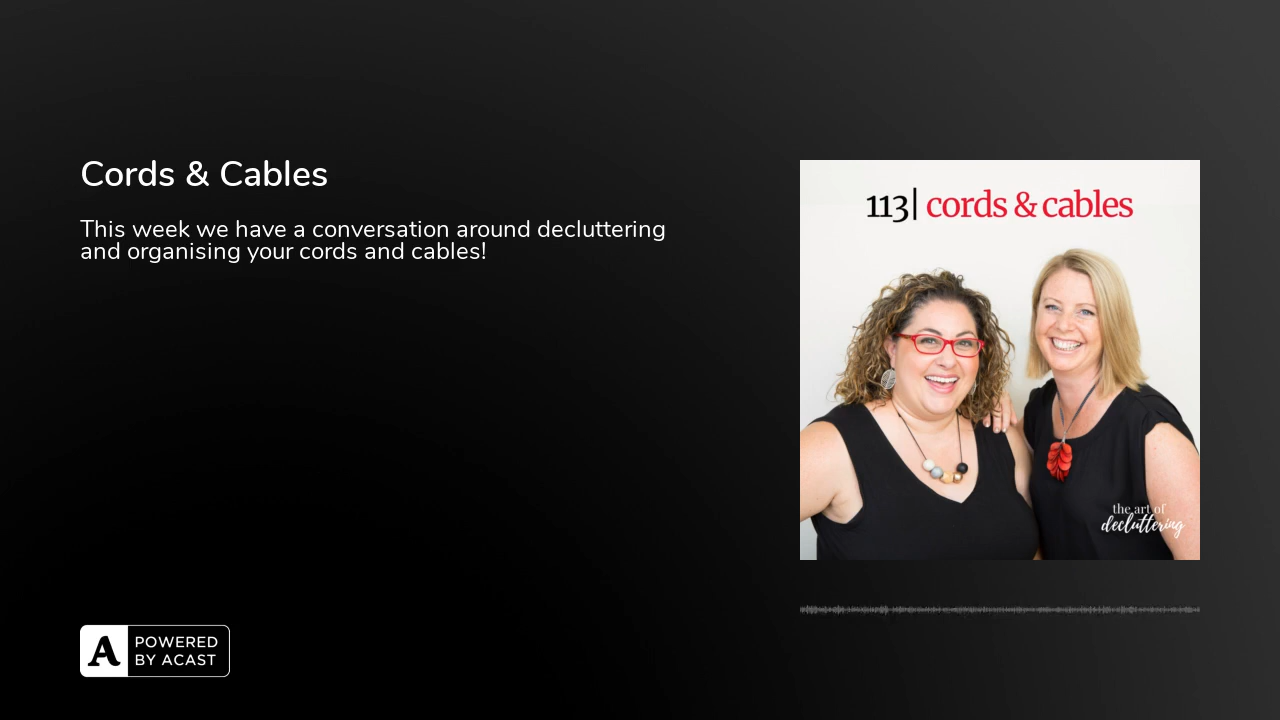 Cords & Cables
This week we have a conversation around decluttering
and organising your cords and cables!
113| cords & cables
the art of
decluttering
A POWERED
BY ACAST